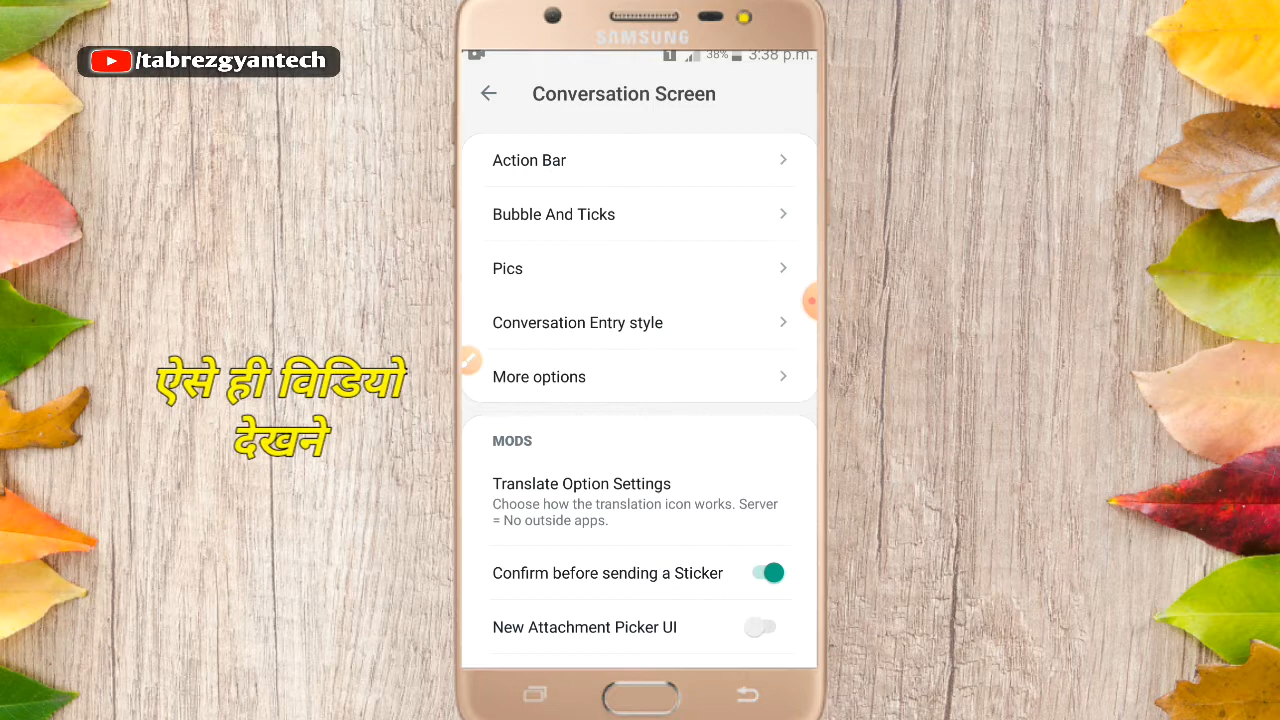 /tabrezgyantech
SAMSUNG
1 38% 3:38 p.m.
Conversation Screen
Action Bar
Bubble And Ticks
Pics
Conversation Entry style
More options
MODS
Translate Option Settings
Choose how the translation icon works. Server
= No outside apps.
Confirm before sending a Sticker
New Attachment Picker UI
ऐसे ही विडियो
देखने